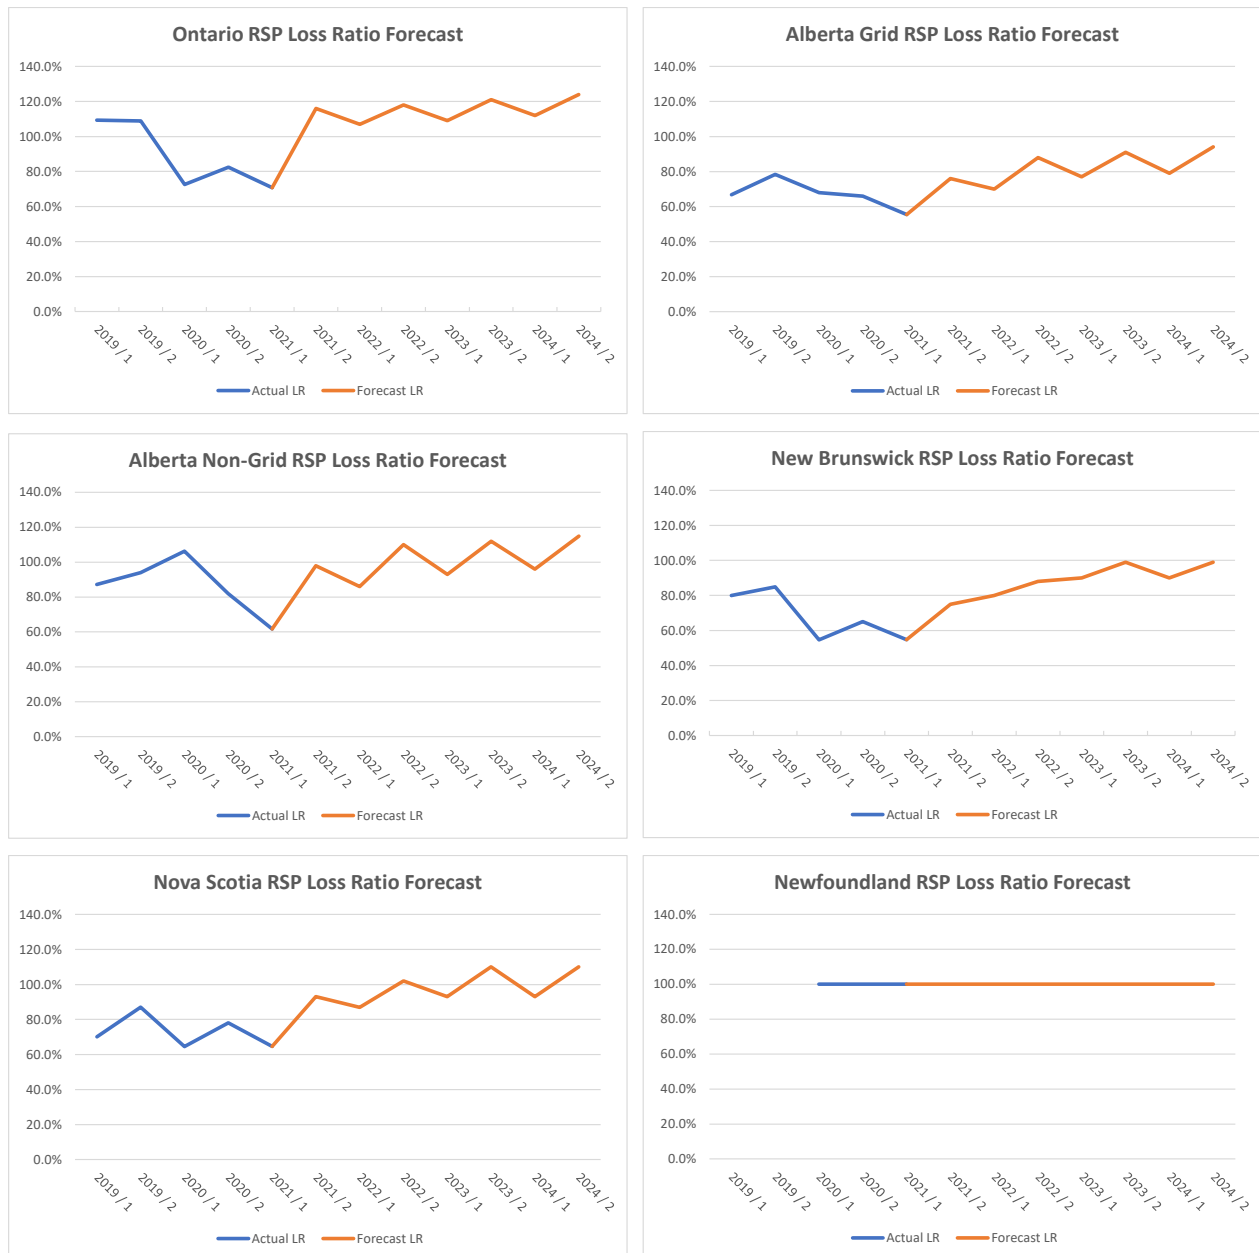 Ontario RSP Loss Ratio Forecast
140.0%
120.0%
100.0%
80.0%
60.0%
40.0%
20.0%
0.0%
2019 / 1
2019 / 2
2020 / 1
2020 / 2
2021 / 1
2021 / 2
2022 / 1
2022 / 2
2023 / 1
2023 / 2
2024 / 1
2024 / 2
Actual LR Forecast LR
Alberta Grid RSP Loss Ratio Forecast
140.0%
120.0%
100.0%
80.0%
60.0%
40.0%
20.0%
0.0%
2019 / 1
2019 / 2
2020 / 1
2020 / 2
2021 / 1
2021 / 2
2022 / 1
2022 / 2
2023 / 1
2023 / 2
2024 / 1
2024 / 2
Actual LR Forecast LR
Alberta Non-Grid RSP Loss Ratio Forecast
140.0%
120.0%
100.0%
80.0%
60.0%
40.0%
20.0%
0.0%
2019 / 1
2019 / 2
2020 / 1
2020 / 2
2021 / 1
2021 / 2
2022 / 1
2022 / 2
2023 / 1
2023 / 2
2024 / 1
2024 / 2
Actual LR Forecast LR
New Brunswick RSP Loss Ratio Forecast
140.0%
120.0%
100.0%
80.0%
60.0%
40.0%
20.0%
0.0%
2019 / 1
2019 / 2
2020 / 1
2020 / 2
2021 / 1
2021 / 2
2022 / 1
2022 / 2
2023 / 1
2023 / 2
2024 / 1
2024 / 2
Actual LR Forecast LR
Nova Scotia RSP Loss Ratio Forecast
140.0%
120.0%
100.0%
80.0%
60.0%
40.0%
20.0%
0.0%
2019 / 1
2019 / 2
2020 / 1
2020 / 2
2021 / 1
2021 / 2
2022 / 1
2022 / 2
2023 / 1
2023 / 2
2024 / 1
2024 / 2
Actual LR Forecast LR
Newfoundland RSP Loss Ratio Forecast
140.0%
120.0%
100.0%
80.0%
60.0%
40.0%
20.0%
0.0%
2019 / 1
2019 / 2
2020 / 1
2020 / 2
2021 / 1
2021 / 2
2022 / 1
2022 / 2
2023 / 1
2023 / 2
2024 / 1
2024 / 2
Actual LR Forecast LR